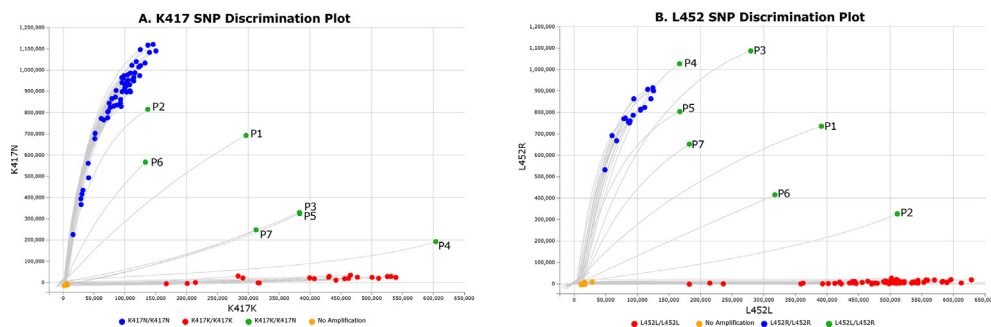 A. K417 SNP Discrimination Plot
K417N
1,200,000
1,100,000
1,000,000
900,000
800,000
700,000
600,000
500,000
400,000
300,000
200,000
100,000
0
P2
P1
P6
P3
P5
P7
P4
0
50,000
100,000
150,000
200,000
250,000
300,000
350,000
400,000
450,000
500,000
550,000
600,000
650,000
K417K
K417N/K417N
K417K/K417K
K417K/K417N
No Amplification
B. L452 SNP Discrimination Plot
L452R
1,200,000
1,100,000
1,000,000
900,000
800,000
700,000
600,000
500,000
400,000
300,000
200,000
100,000
0
P3
P4
P5
P1
P7
P6
P2
0
50,000
100,000
150,000
200,000
250,000
300,000
350,000
400,000
450,000
500,000
550,000
600,000
650,000
L452L
L452L/L452L
No Amplification
L452R/L452R
L452L/L452R